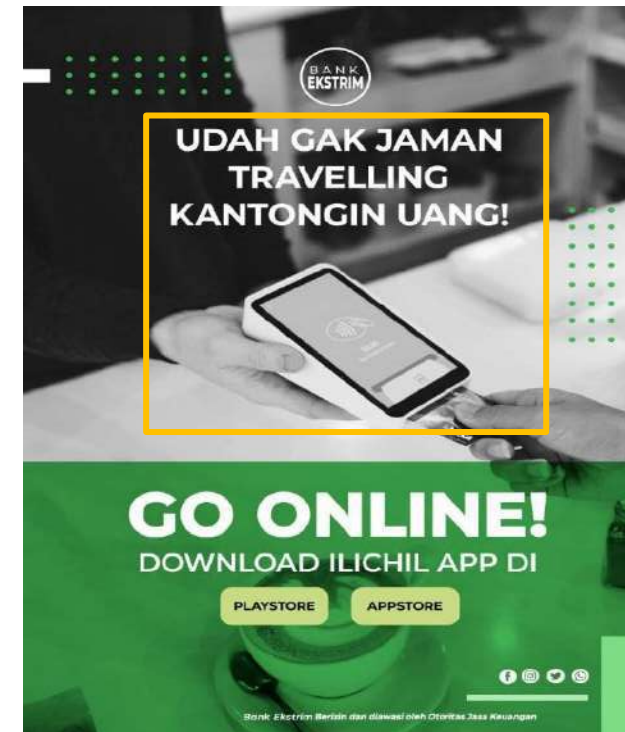 BANK
EKSTRIM
UDAH GAK JAMAN
TRAVELLING
KANTONGIN UANG!
GO ONLINE!
DOWNLOAD ILICHIL APP DI
PLAYSTORE APPSTORE
Bank Ekstrim Berizin dan diawasi oleh Otoritas Jasa Keuangan